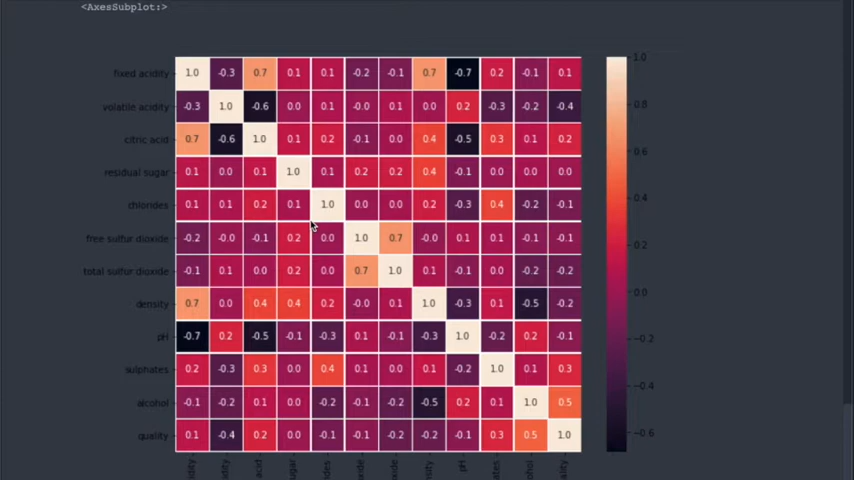 <AxesSubplot:>
fixed acidity 1.0 -0.3 0.7 0.1 0.1 -0.2 -0.1 0.7 -0.7 0.2 -0.1 0.1
volatile acidity -0.3 1.0 -0.6 0.0 0.1 -0.0 0.1 0.0 0.2 -0.3 -0.2 -0.4
citric acid 0.7 -0.6 1.0 0.1 0.2 -0.1 0.0 0.4 -0.5 0.3 0.1 0.2
residual sugar 0.1 0.0 0.1 1.0 0.1 0.2 0.2 0.4 -0.1 0.0 0.0 0.0
chlorides 0.1 0.1 0.2 0.1 1.0 0.0 0.0 0.2 -0.3 0.4 -0.2 -0.1
free sulfur dioxide -0.2 -0.0 -0.1 0.2 0.0 1.0 0.7 -0.0 0.1 0.1 -0.1 -0.1
total sulfur dioxide -0.1 0.1 0.0 0.2 0.0 0.7 1.0 0.1 -0.1 0.0 -0.2 -0.2
density 0.7 0.0 0.4 0.4 0.2 -0.0 0.1 1.0 -0.3 0.1 -0.5 -0.2
pH -0.7 0.2 -0.5 -0.1 -0.3 0.1 -0.1 -0.3 1.0 -0.2 0.2 -0.1
sulphates 0.2 -0.3 0.3 0.0 0.4 0.1 0.0 0.1 -0.2 1.0 0.1 0.3
alcohol -0.1 -0.2 0.1 0.0 -0.2 -0.1 -0.2 -0.5 0.2 0.1 1.0 0.5
quality 0.1 -0.4 0.2 0.0 -0.1 -0.1 -0.2 -0.2 -0.1 0.3 0.5 1.0
1.0
0.8
0.6
0.4
0.2
0.0
-0.2
-0.4
-0.6
acid
sugar
pH